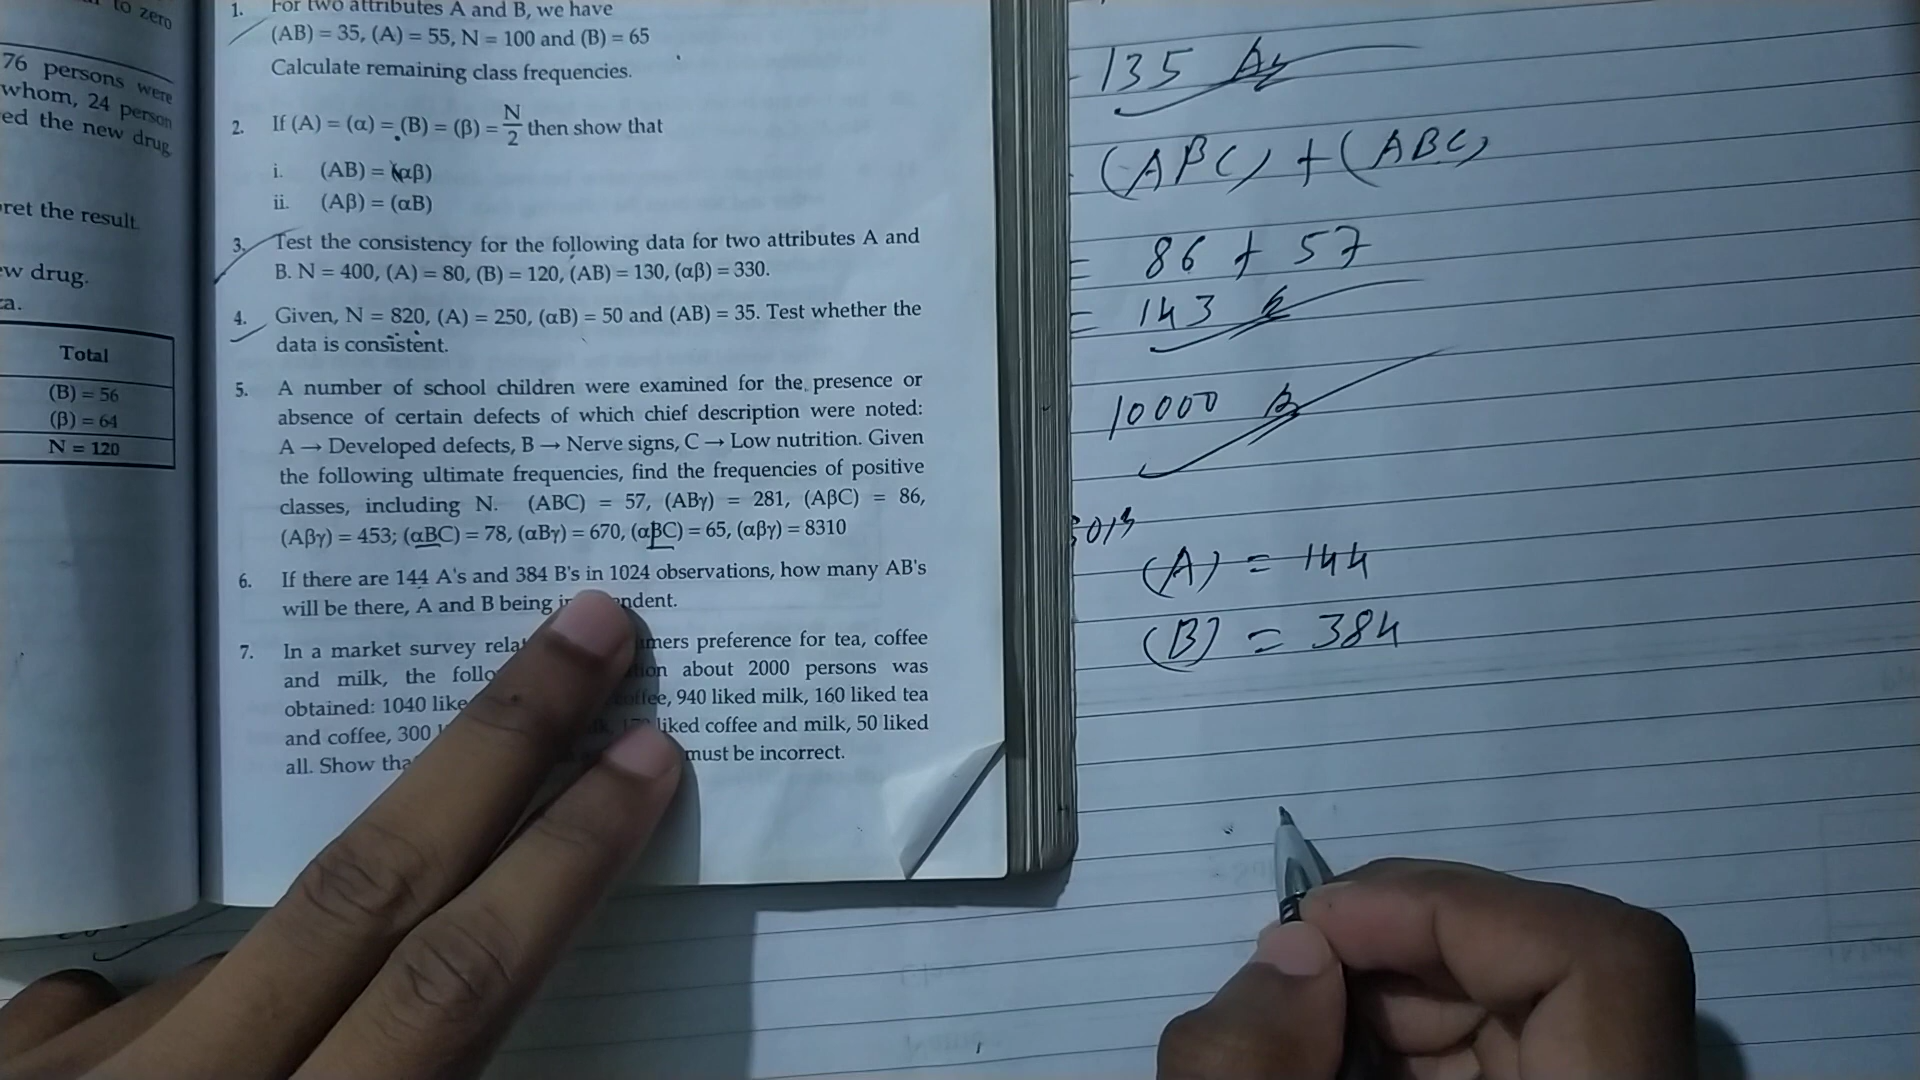 to zero
76 persons were
whom, 24 person
ed the new drug.
ret the result.
ew drug.
ta.
Total
(B) = 56
(β) = 64
N = 120
1. For two attributes A and B, we have
(AB) = 35, (A) = 55, N = 100 and (B) = 65
Calculate remaining class frequencies.
2. If (A) = (α) = (B) = (β) = N/2 then show that
i. (AB) = (αβ)
ii. (Aβ) = (αB)
3. Test the consistency for the following data for two attributes A and
B. N = 400, (A) = 80, (B) = 120, (AB) = 130, (αβ) = 330.
4. Given, N = 820, (A) = 250, (αB) = 50 and (AB) = 35. Test whether the
data is consistent.
5. A number of school children were examined for the presence or
absence of certain defects of which chief description were noted:
A → Developed defects, B → Nerve signs, C → Low nutrition. Given
the following ultimate frequencies, find the frequencies of positive
classes, including N. (ABC) = 57, (ABγ) = 281, (AβC) = 86,
(Aβγ) = 453; (αBC) = 78, (αBγ) = 670, (αβC) = 65, (αβγ) = 8310
6. If there are 144 A's and 384 B's in 1024 observations, how many AB's
will be there, A and B being
7. In a market survey preference for tea, coffee
and milk, the about 2000 persons was
obtained: 1040 940 liked milk, 160 liked tea
and coffee, 300 liked coffee and milk, 50 liked
all. Show must be incorrect.
135
(AβC) + (ABC)
= 86 + 57
= 143
10000
(A) = 144
(B) = 384